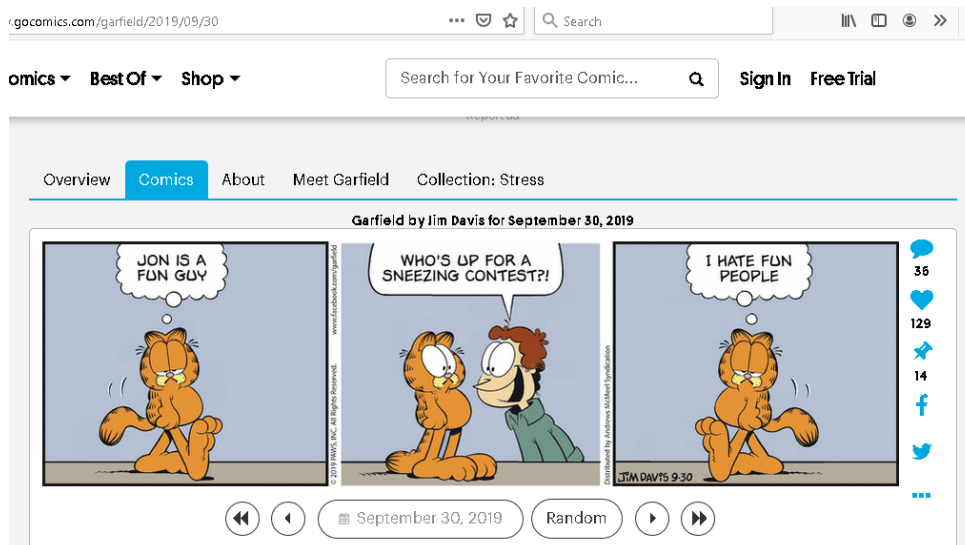 .gocomics.com/garfield/2019/09/30
Search
omics Best Of Shop
Search for Your Favorite Comic...
Sign In Free Trial
Report ad
Overview Comics About Meet Garfield Collection: Stress
Garfield by Jim Davis for September 30, 2019
JON IS A
FUN GUY
www.facebook.com/garfield
© 2019 PAWS, INC. All Rights Reserved.
WHO'S UP FOR A
SNEEZING CONTEST?!
Distributed by Andrews McMeel Syndication
I HATE FUN
PEOPLE
JIM DAVIS 9-30
36
129
14
September 30, 2019
Random